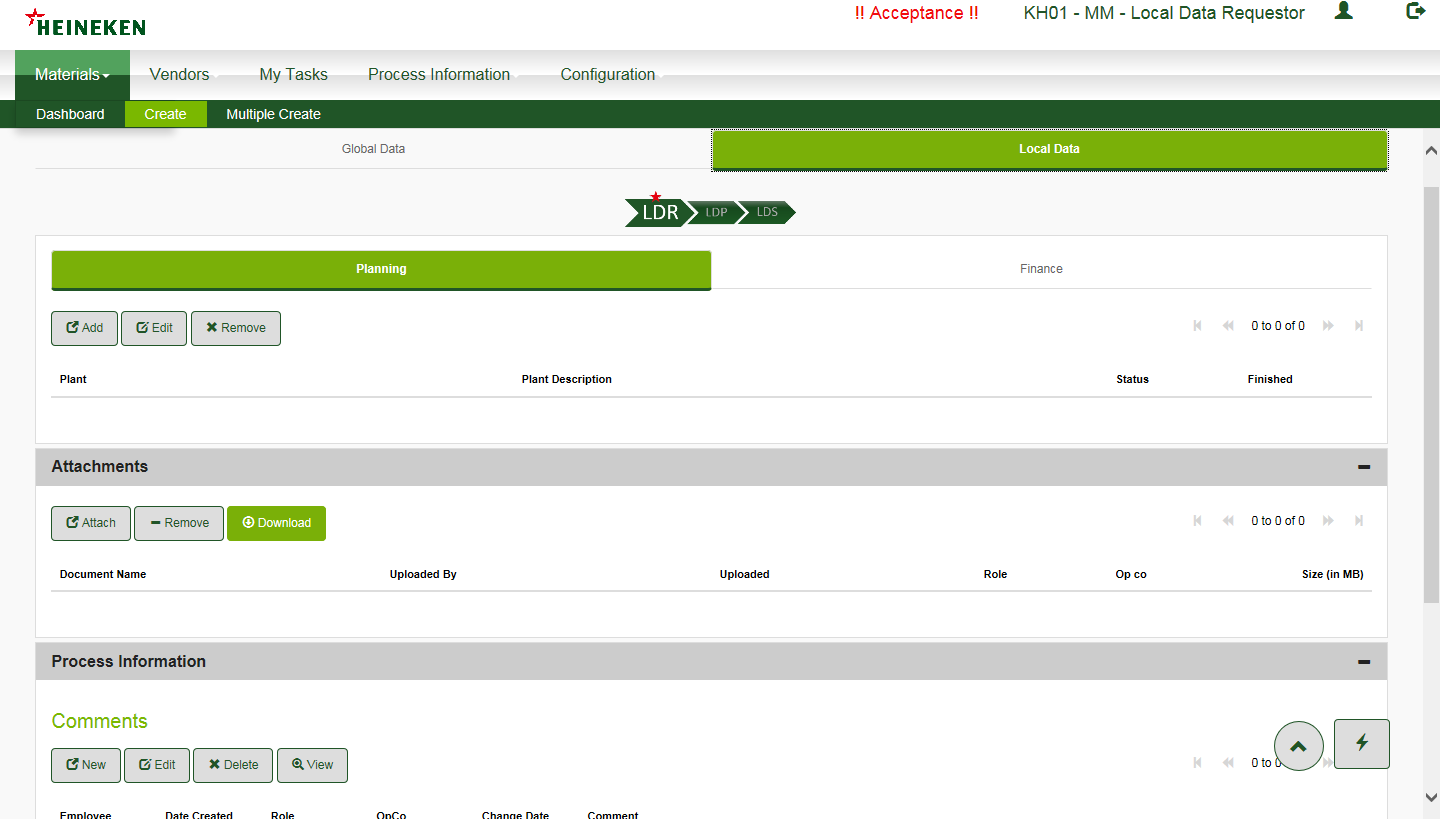 HEINEKEN
!! Acceptance !! KH01 - MM - Local Data Requestor
Materials Vendors My Tasks Process Information Configuration
Dashboard Create Multiple Create
Global Data Local Data
LDR LDP LDS
Planning Finance
Add Edit Remove 0 to 0 of 0
Plant Plant Description Status Finished
Attachments
Attach Remove Download 0 to 0 of 0
Document Name Uploaded By Uploaded Role Op co Size (in MB)
Process Information
Comments
New Edit Delete View 0 to 0
Employee Date Created Role OpCo Change Date Comment